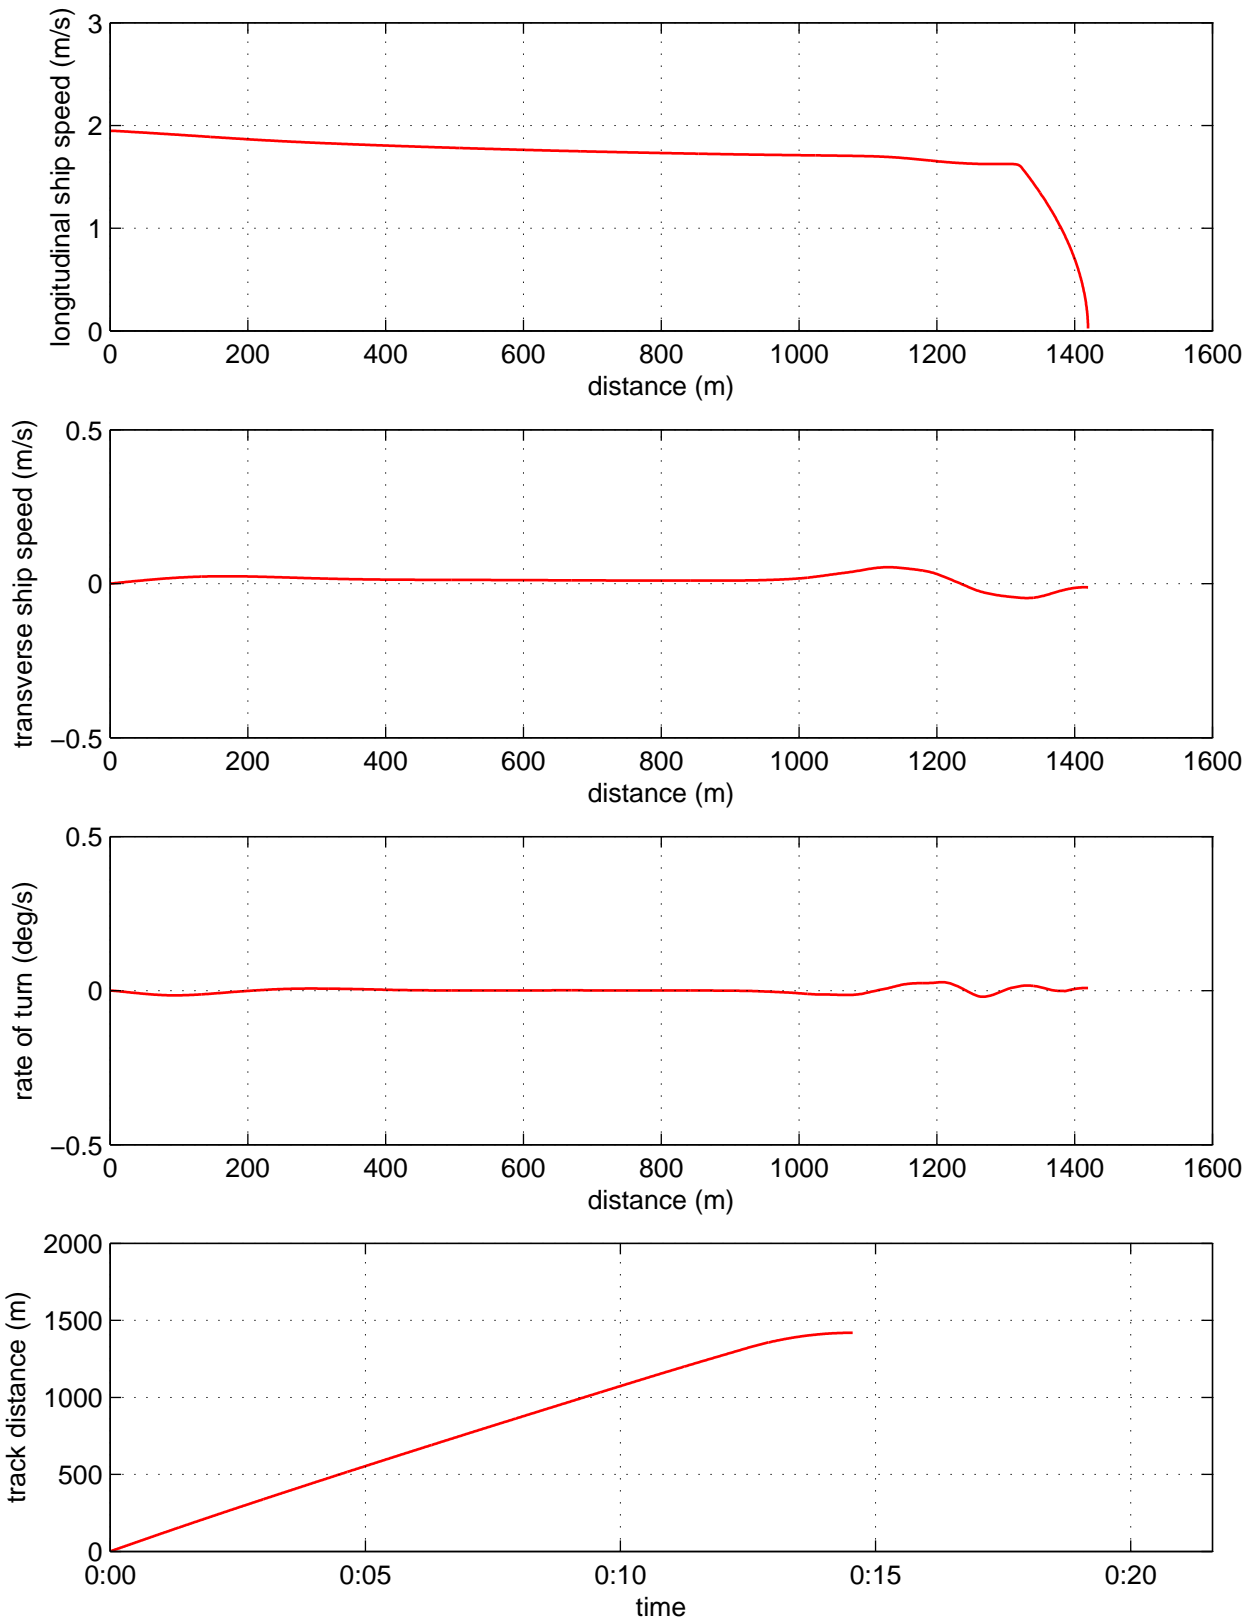 longitudinal ship speed (m/s)
3
2
1
0
0 200 400 600 800 1000 1200 1400 1600
distance (m)
transverse ship speed (m/s)
0.5
0
−0.5
0 200 400 600 800 1000 1200 1400 1600
distance (m)
rate of turn (deg/s)
0.5
0
−0.5
0 200 400 600 800 1000 1200 1400 1600
distance (m)
track distance (m)
2000
1500
1000
500
0
0:00 0:05 0:10 0:15 0:20
time